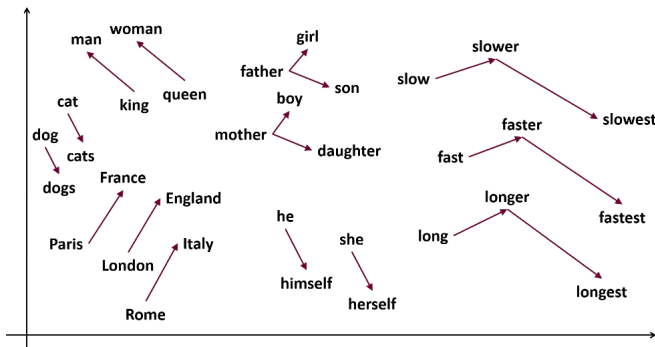 man
woman
king
queen
cat
cats
dog
dogs
France
Paris
England
London
Italy
Rome
girl
father
son
boy
mother
daughter
he
himself
she
herself
slower
slow
slowest
faster
fast
fastest
longer
long
longest